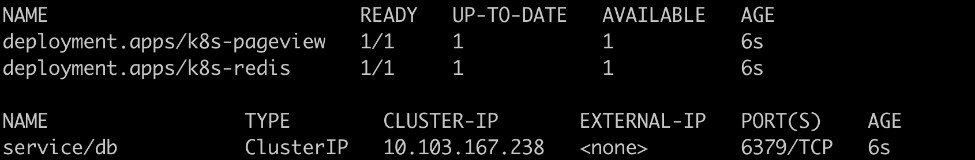 NAME READY UP-TO-DATE AVAILABLE AGE
deployment.apps/k8s-pageview 1/1 1 1 6s
deployment.apps/k8s-redis 1/1 1 1 6s
NAME TYPE CLUSTER-IP EXTERNAL-IP PORT(S) AGE
service/db ClusterIP 10.103.167.238 <none> 6379/TCP 6s